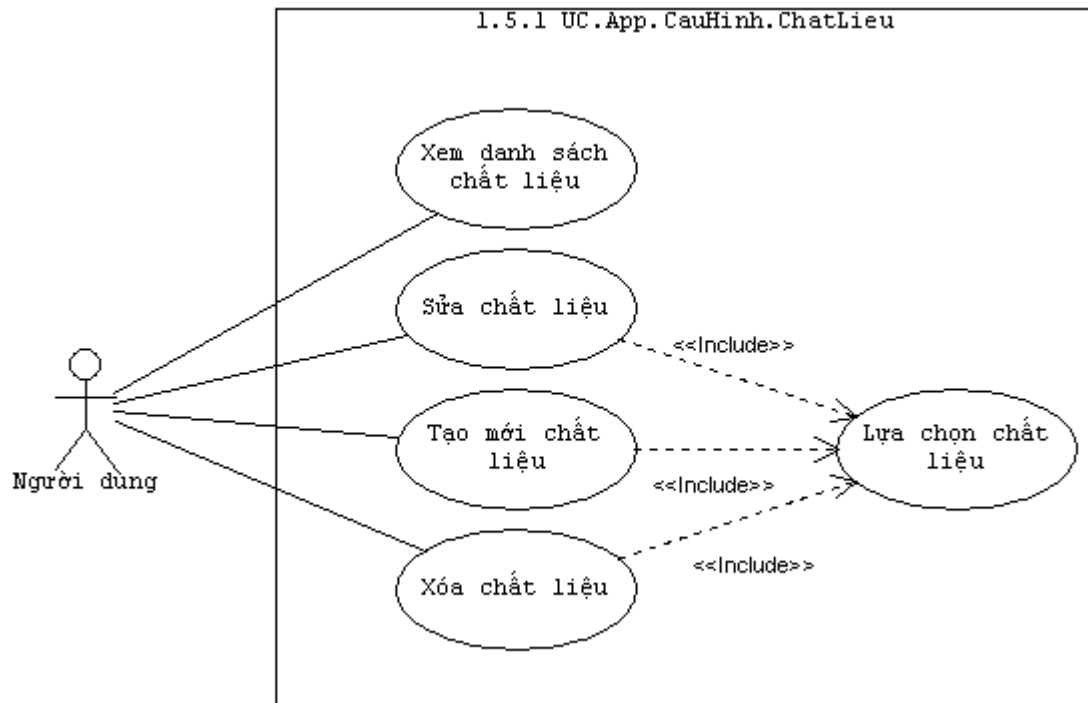 1.5.1 UC.App.CauHinh.ChatLieu
Xem danh sách
chất liệu
Sửa chất liệu
<<Include>>
Tạo mới chất
liệu
Lựa chọn chất
liệu
Người dùng
<<Include>>
Xóa chất liệu
<<Include>>